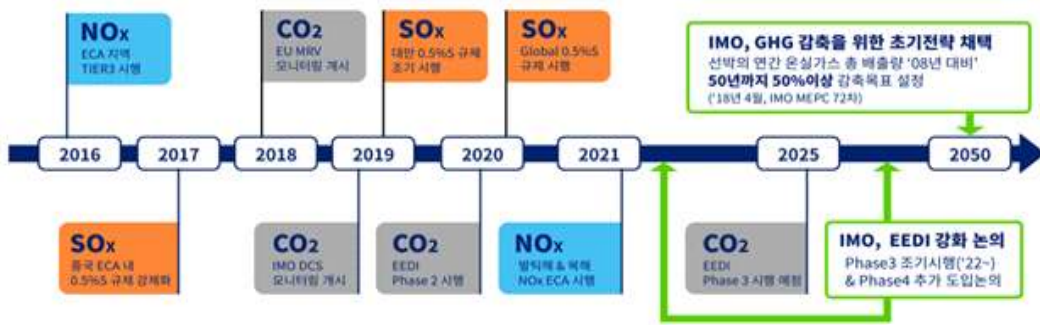 NOx
ECA 지역
TIER3 시행
CO2
EU MRV
모니터링 개시
SOx
대만 0.5%S 규제
조기 시행
SOx
Global 0.5%S
규제 시행
IMO, GHG 감축을 위한 초기전략 채택
선박의 연간 온실가스 총 배출량 ‘08년 대비’
50년까지 50%이상 감축목표 설정
(‘18년 4월, IMO MEPC 72차)
2016
2017
2018
2019
2020
2021
2025
2050
SOx
중국 ECA 내
0.5%S 규제 강제화
CO2
IMO DCS
모니터링 개시
CO2
EEDI
Phase 2 시행
NOx
발틱해 & 북해
NOx ECA 시행
CO2
EEDI
Phase 3 시행 예정
IMO, EEDI 강화 논의
Phase3 조기시행(‘22~)
& Phase4 추가 도입논의